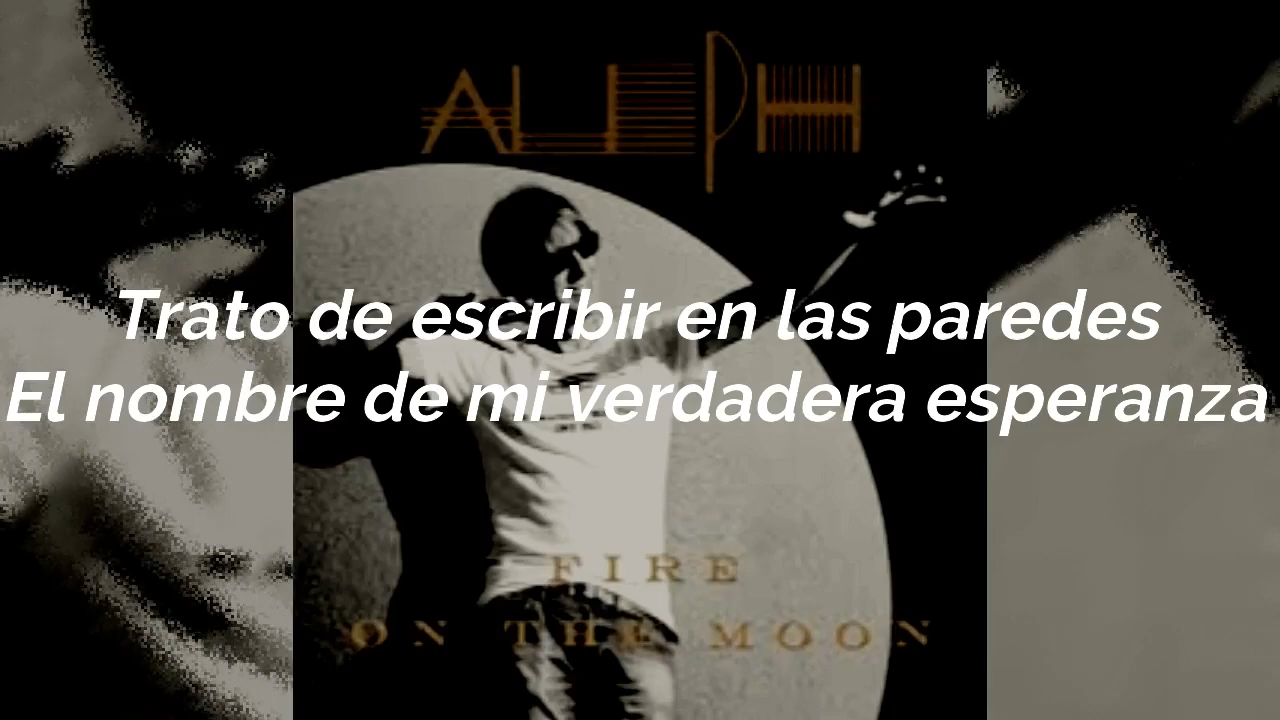 ALEPH
Trato de escribir en las paredes
El nombre de mi verdadera esperanza
FIRE
ON THE MOON